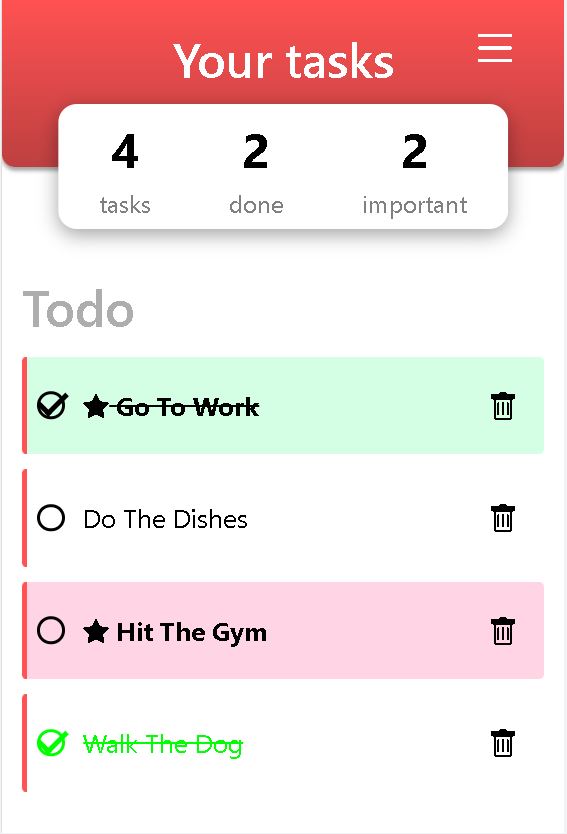 Your tasks
4 2 2
tasks done important
Todo
Go To Work
Do The Dishes
Hit The Gym
Walk The Dog